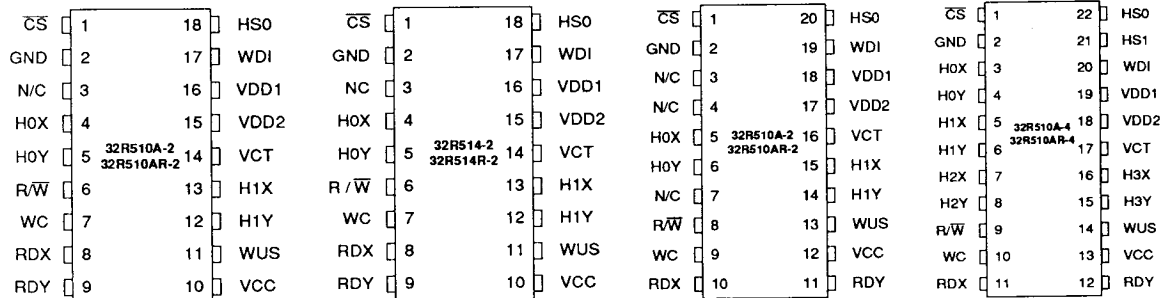 C̅S̅ 1 18 HS0
GND 2 17 WDI
N/C 3 16 VDD1
H0X 4 15 VDD2
H0Y 5 32R510A-2 14 VCT
32R510AR-2
R/W̅ 6 13 H1X
WC 7 12 H1Y
RDX 8 11 WUS
RDY 9 10 VCC
C̅S̅ 1 18 HS0
GND 2 17 WDI
NC 3 16 VDD1
H0X 4 15 VDD2
H0Y 5 32R514-2 14 VCT
32R514R-2
R/W̅ 6 13 H1X
WC 7 12 H1Y
RDX 8 11 WUS
RDY 9 10 VCC
C̅S̅ 1 20 HS0
GND 2 19 WDI
N/C 3 18 VDD1
N/C 4 17 VDD2
H0X 5 32R510A-2 16 VCT
32R510AR-2
H0Y 6 15 H1X
N/C 7 14 H1Y
R/W̅ 8 13 WUS
WC 9 12 VCC
RDX 10 11 RDY
C̅S̅ 1 22 HS0
GND 2 21 HS1
H0X 3 20 WDI
H0Y 4 19 VDD1
H1X 5 32R510A-4 18 VDD2
32R510AR-4
H1Y 6 17 VCT
H2X 7 16 H3X
H2Y 8 15 H3Y
R/W̅ 9 14 WUS
WC 10 13 VCC
RDX 11 12 RDY